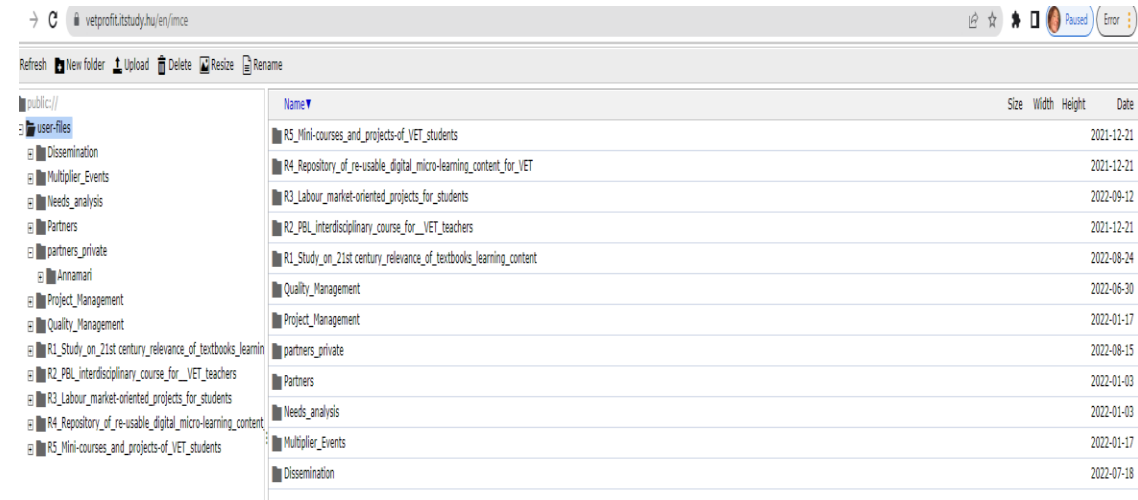 vetprofit.itstudy.hu/en/imce
Paused
Error
Refresh New folder Upload Delete Resize Rename
public://
user-files
Dissemination
Multiplier_Events
Needs_analysis
Partners
partners_private
Annamari
Project_Management
Quality_Management
R1_Study_on_21st century_relevance_of_textbooks_learnin
R2_PBL_interdisciplinary_course_for__VET_teachers
R3_Labour_market-oriented_projects_for_students
R4_Repository_of_re-usable_digital_micro-learning_content
R5_Mini-courses_and_projects-of_VET_students
Name▼ Size Width Height Date
R5_Mini-courses_and_projects-of_VET_students 2021-12-21
R4_Repository_of_re-usable_digital_micro-learning_content_for_VET 2021-12-21
R3_Labour_market-oriented_projects_for_students 2022-09-12
R2_PBL_interdisciplinary_course_for__VET_teachers 2021-12-21
R1_Study_on_21st century_relevance_of_textbooks_learning_content 2022-08-24
Quality_Management 2022-06-30
Project_Management 2022-01-17
partners_private 2022-08-15
Partners 2022-01-03
Needs_analysis 2022-01-03
Multiplier_Events 2022-01-17
Dissemination 2022-07-18